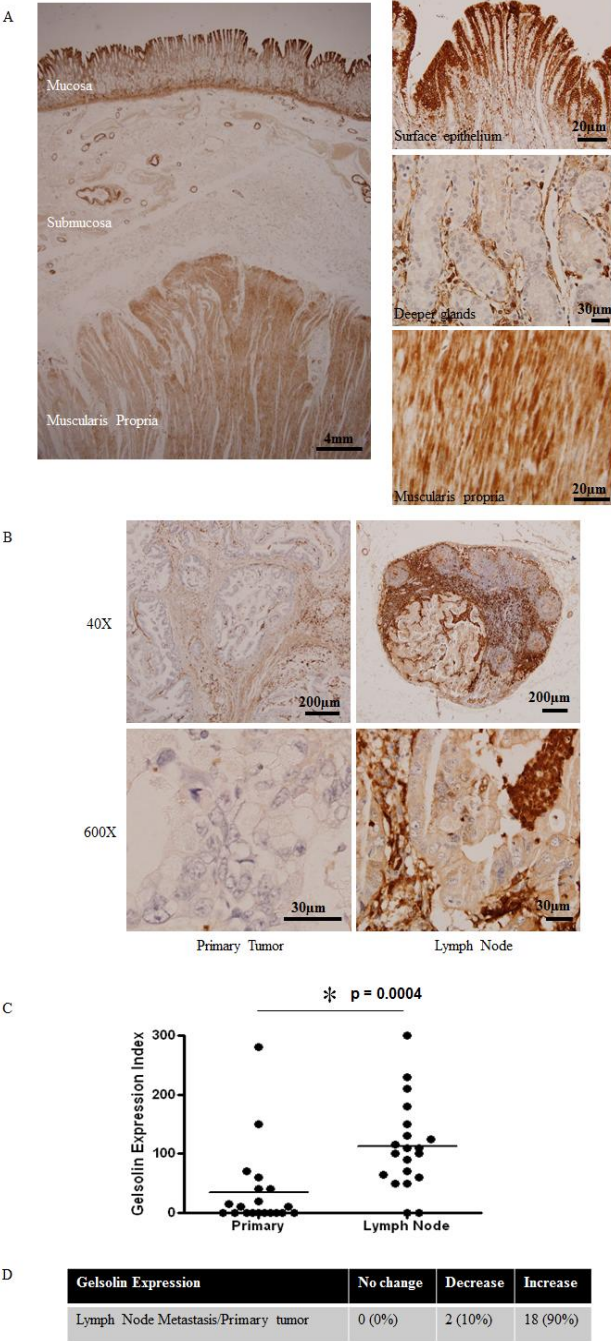 A
Mucosa
Submucosa
Muscularis Propria
4mm
20µm
Surface epithelium
Deeper glands
30µm
Muscularis propria
20µm
B
40X
200µm
200µm
600X
30µm
30µm
Primary Tumor
Lymph Node
C
* p = 0.0004
Gelsolin Expression Index
300
200
100
0
Primary
Lymph Node
D
Gelsolin Expression No change Decrease Increase
Lymph Node Metastasis/Primary tumor 0 (0%) 2 (10%) 18 (90%)